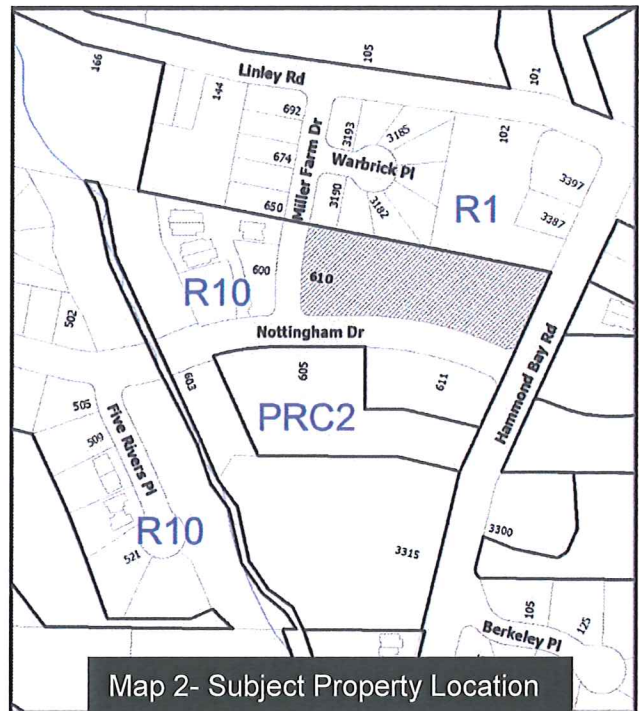 105
101
166
Linley Rd
144
692
3193
3185
102
674
Miller Farm Dr
Warbrick Pl
3397
3190
3182
R1
3387
650
600
610
R10
502
Nottingham Dr
603
605
611
Hammond Bay Rd
PRC2
505
509
Five Rivers Pl
R10
521
3315
3300
105
125
Berkeley Pl
Map 2- Subject Property Location